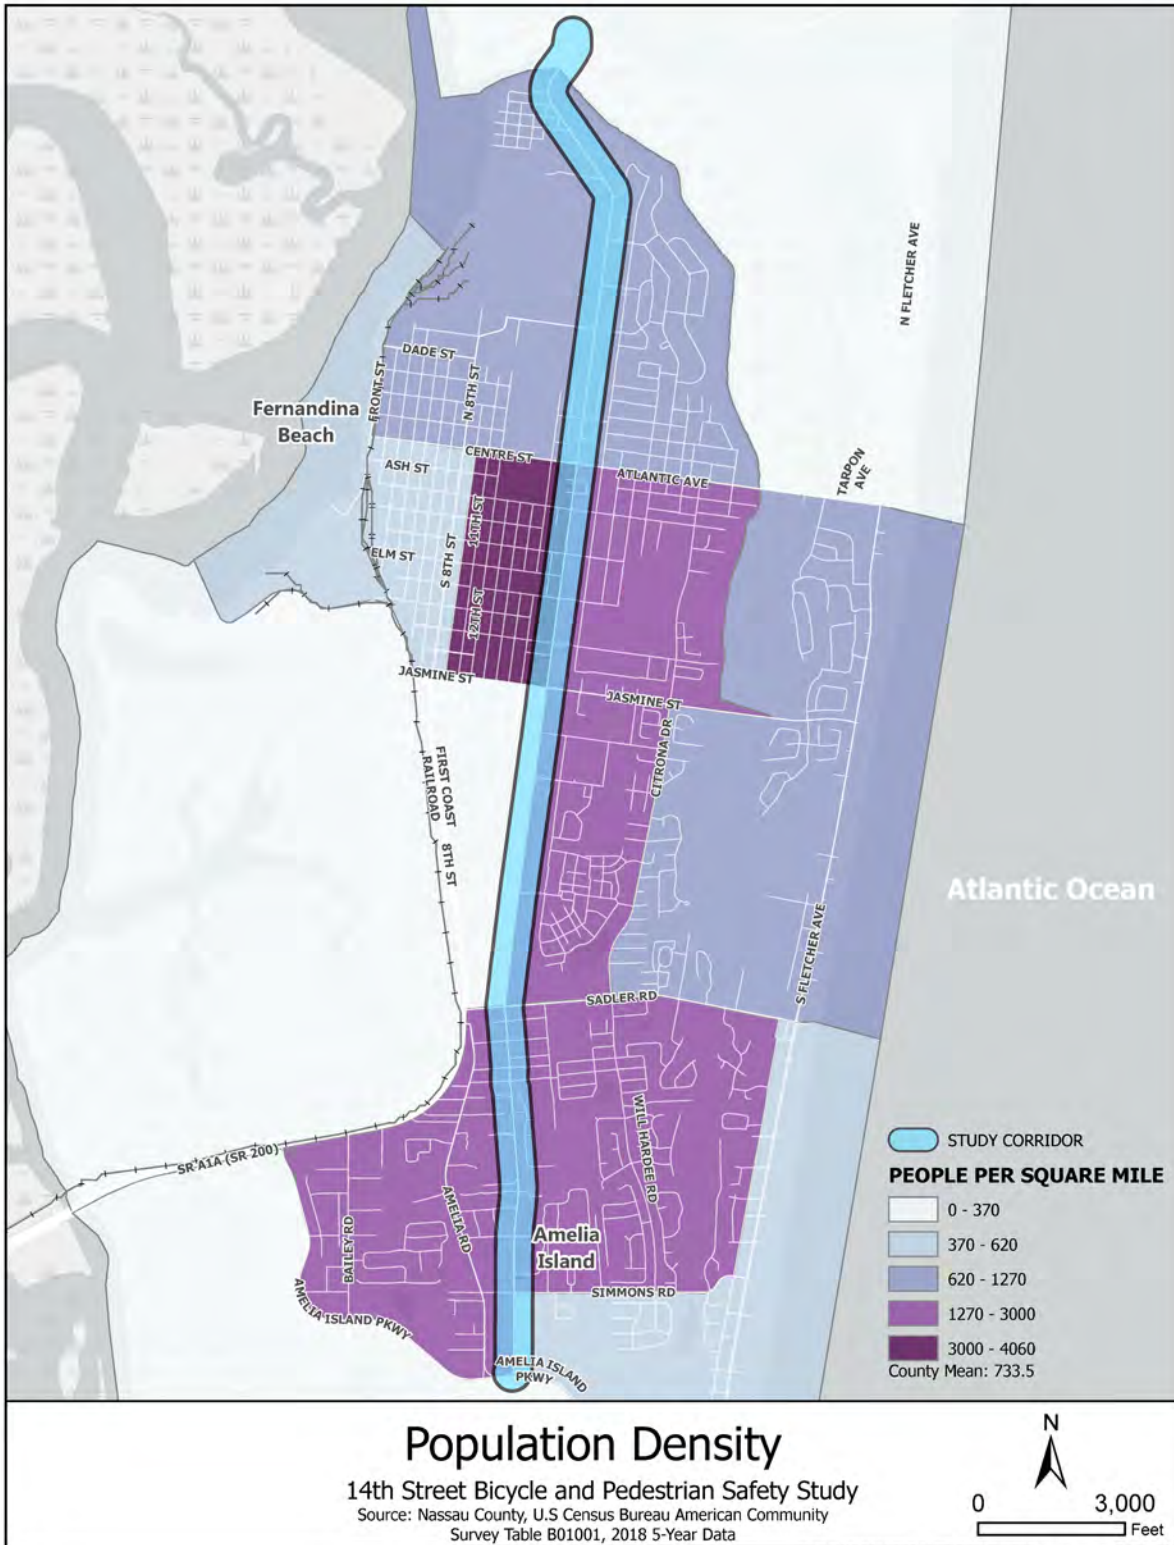 N FLETCHER AVE
DADE ST
FRONT ST
N 8TH ST
Fernandina
Beach
CENTRE ST
ASH ST
ATLANTIC AVE
TARPON
AVE
11TH ST
ELM ST
S 8TH ST
12TH ST
JASMINE ST
JASMINE ST
CITRONA DR
FIRST COAST
RAILROAD
8TH ST
Atlantic Ocean
S FLETCHER AVE
SADLER RD
WILL HARDEE RD
SR A1A (SR 200)
AMELIA RD
BAILEY RD
Amelia
Island
SIMMONS RD
AMELIA ISLAND PKWY
AMELIA ISLAND
PKWY
STUDY CORRIDOR
PEOPLE PER SQUARE MILE
0 - 370
370 - 620
620 - 1270
1270 - 3000
3000 - 4060
County Mean: 733.5
Population Density
14th Street Bicycle and Pedestrian Safety Study
Source: Nassau County, U.S Census Bureau American Community
Survey Table B01001, 2018 5-Year Data
N
0 3,000
Feet